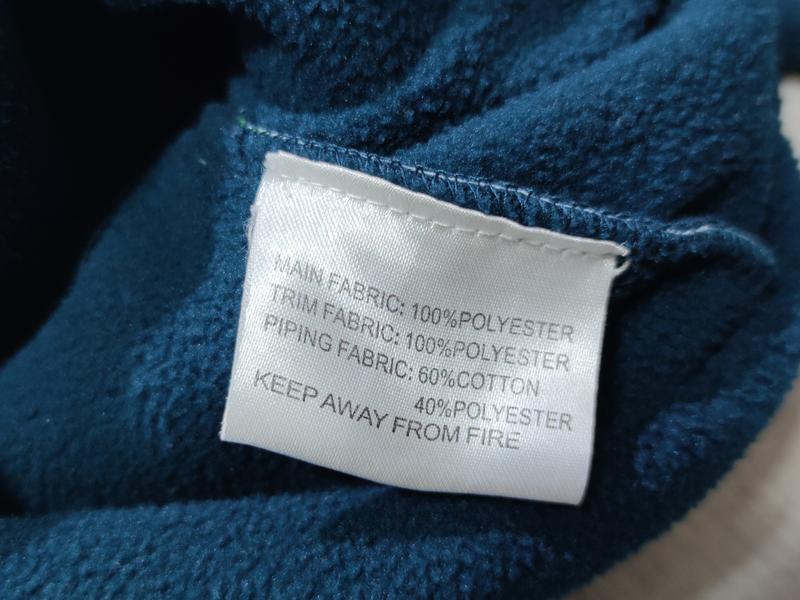 MAIN FABRIC: 100%POLYESTER
TRIM FABRIC: 100%POLYESTER
PIPING FABRIC: 60%COTTON
40%POLYESTER
KEEP AWAY FROM FIRE